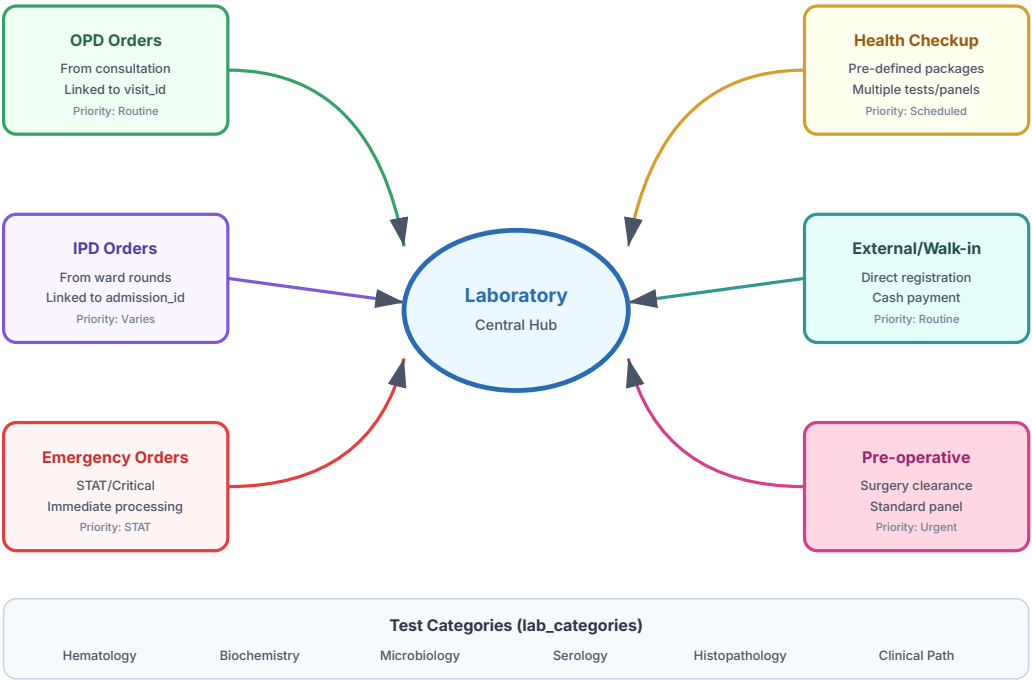 OPD Orders
From consultation
Linked to visit_id
Priority: Routine
Health Checkup
Pre-defined packages
Multiple tests/panels
Priority: Scheduled
IPD Orders
From ward rounds
Linked to admission_id
Priority: Varies
Laboratory
Central Hub
External/Walk-in
Direct registration
Cash payment
Priority: Routine
Emergency Orders
STAT/Critical
Immediate processing
Priority: STAT
Pre-operative
Surgery clearance
Standard panel
Priority: Urgent
Test Categories (lab_categories)
Hematology Biochemistry Microbiology Serology Histopathology Clinical Path